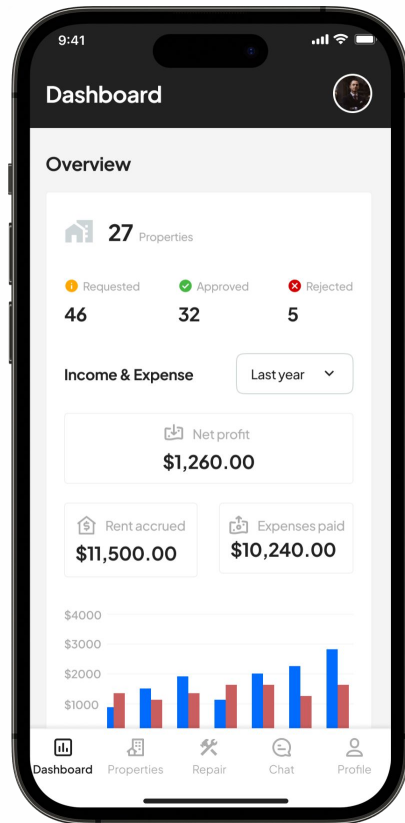 9:41
Dashboard
Overview
27 Properties
Requested Approved Rejected
46 32 5
Income & Expense Last year
Net profit
$1,260.00
Rent accrued Expenses paid
$11,500.00 $10,240.00
$4000
$3000
$2000
$1000
Dashboard Properties Repair Chat Profile